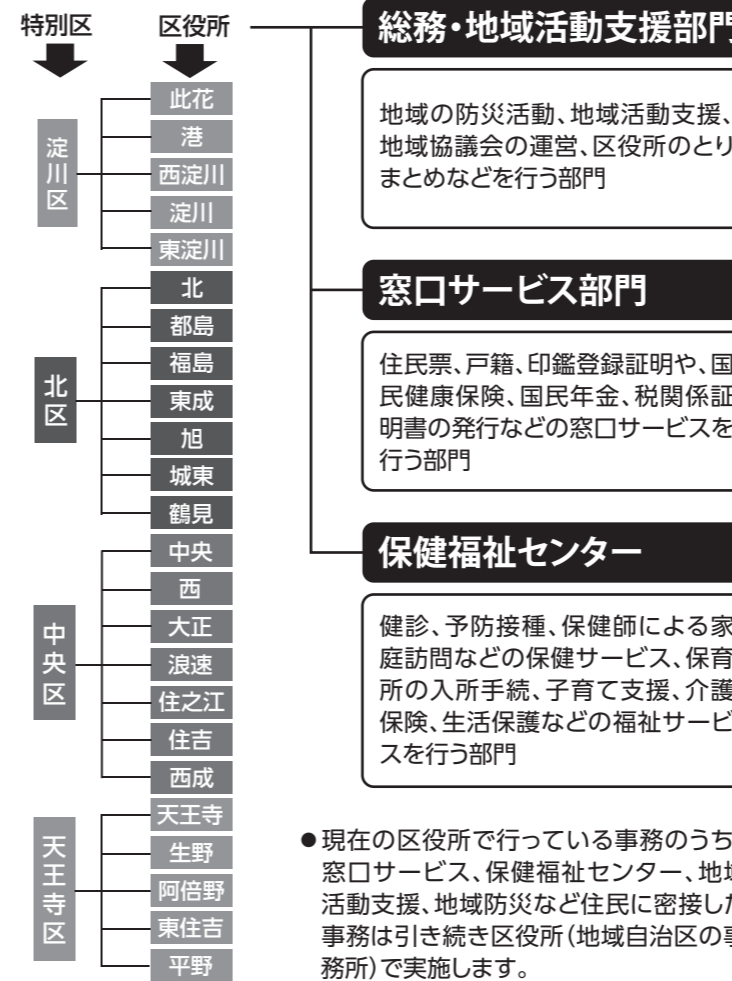 特別区
区役所
淀川区
此花
港
西淀川
淀川
東淀川
北区
北
都島
福島
東成
旭
城東
鶴見
中央区
中央
西
大正
浪速
住之江
住吉
西成
天王寺区
天王寺
生野
阿倍野
東住吉
平野
総務・地域活動支援部門
地域の防災活動、地域活動支援、
地域協議会の運営、区役所のとり
まとめなどを行う部門
窓口サービス部門
住民票、戸籍、印鑑登録証明や、国
民健康保険、国民年金、税関係証
明書の発行などの窓口サービスを
行う部門
保健福祉センター
健診、予防接種、保健師による家
庭訪問などの保健サービス、保育
所の入所手続、子育て支援、介護
保険、生活保護などの福祉サービ
スを行う部門
●現在の区役所で行っている事務のうち
窓口サービス、保健福祉センター、地域
活動支援、地域防災など住民に密接した
事務は引き続き区役所（地域自治区の事
務所）で実施します。